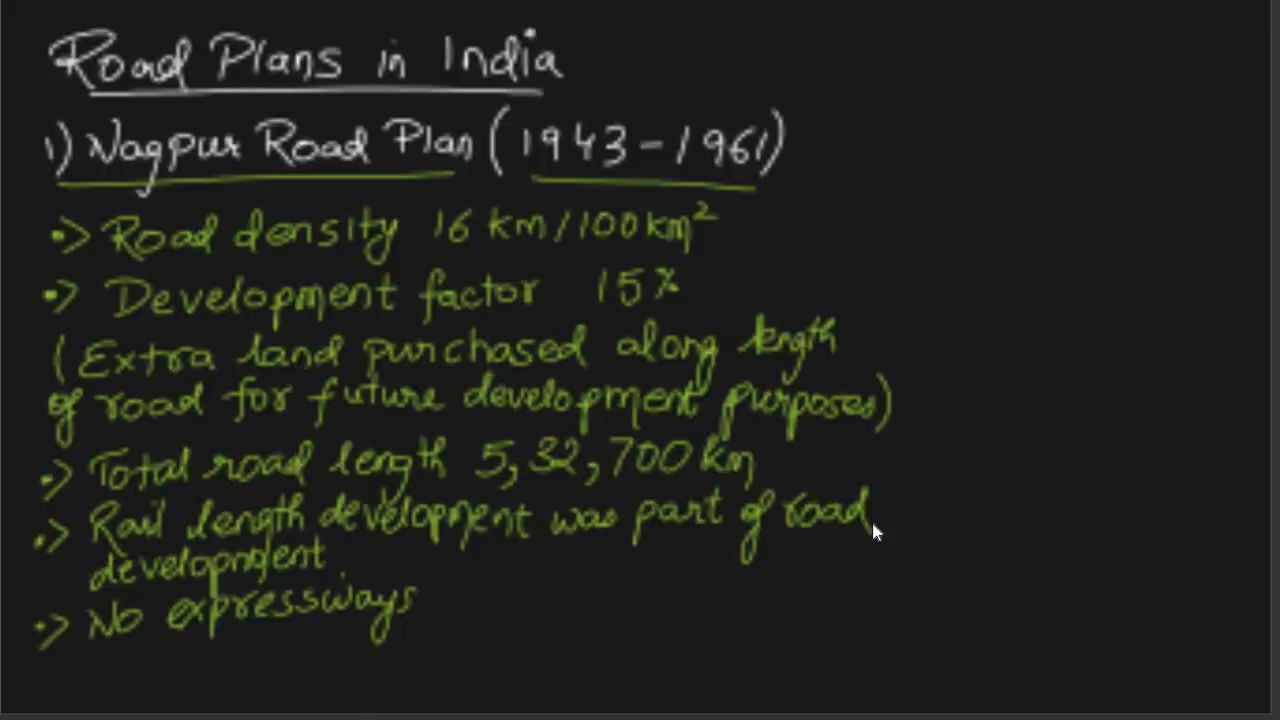 Road Plans in India
1) Nagpur Road Plan (1943-1961)
•> Road density 16 km/100km²
•> Development factor 15%
(Extra land purchased along length
of road for future development purposes)
•> Total road length 5,32,700 km
•> Rail length development was part of road
development
•> No expressways